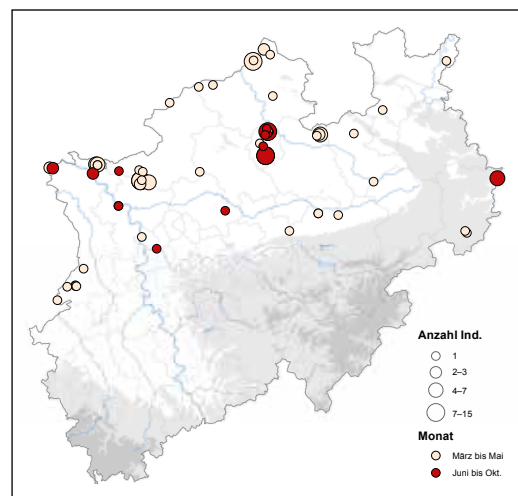 Anzahl Ind.
1
2–3
4–7
7–15
Monat
März bis Mai
Juni bis Okt.